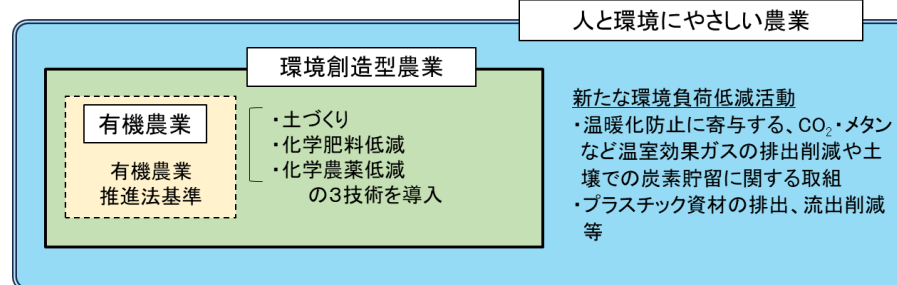 人と環境にやさしい農業
環境創造型農業
有機農業
有機農業
推進法基準
・土づくり
・化学肥料低減
・化学農薬低減
の3技術を導入
新たな環境負荷低減活動
・温暖化防止に寄与する、CO₂・メタン
など温室効果ガスの排出削減や土
壌での炭素貯留に関する取組
・プラスチック資材の排出、流出削減
等